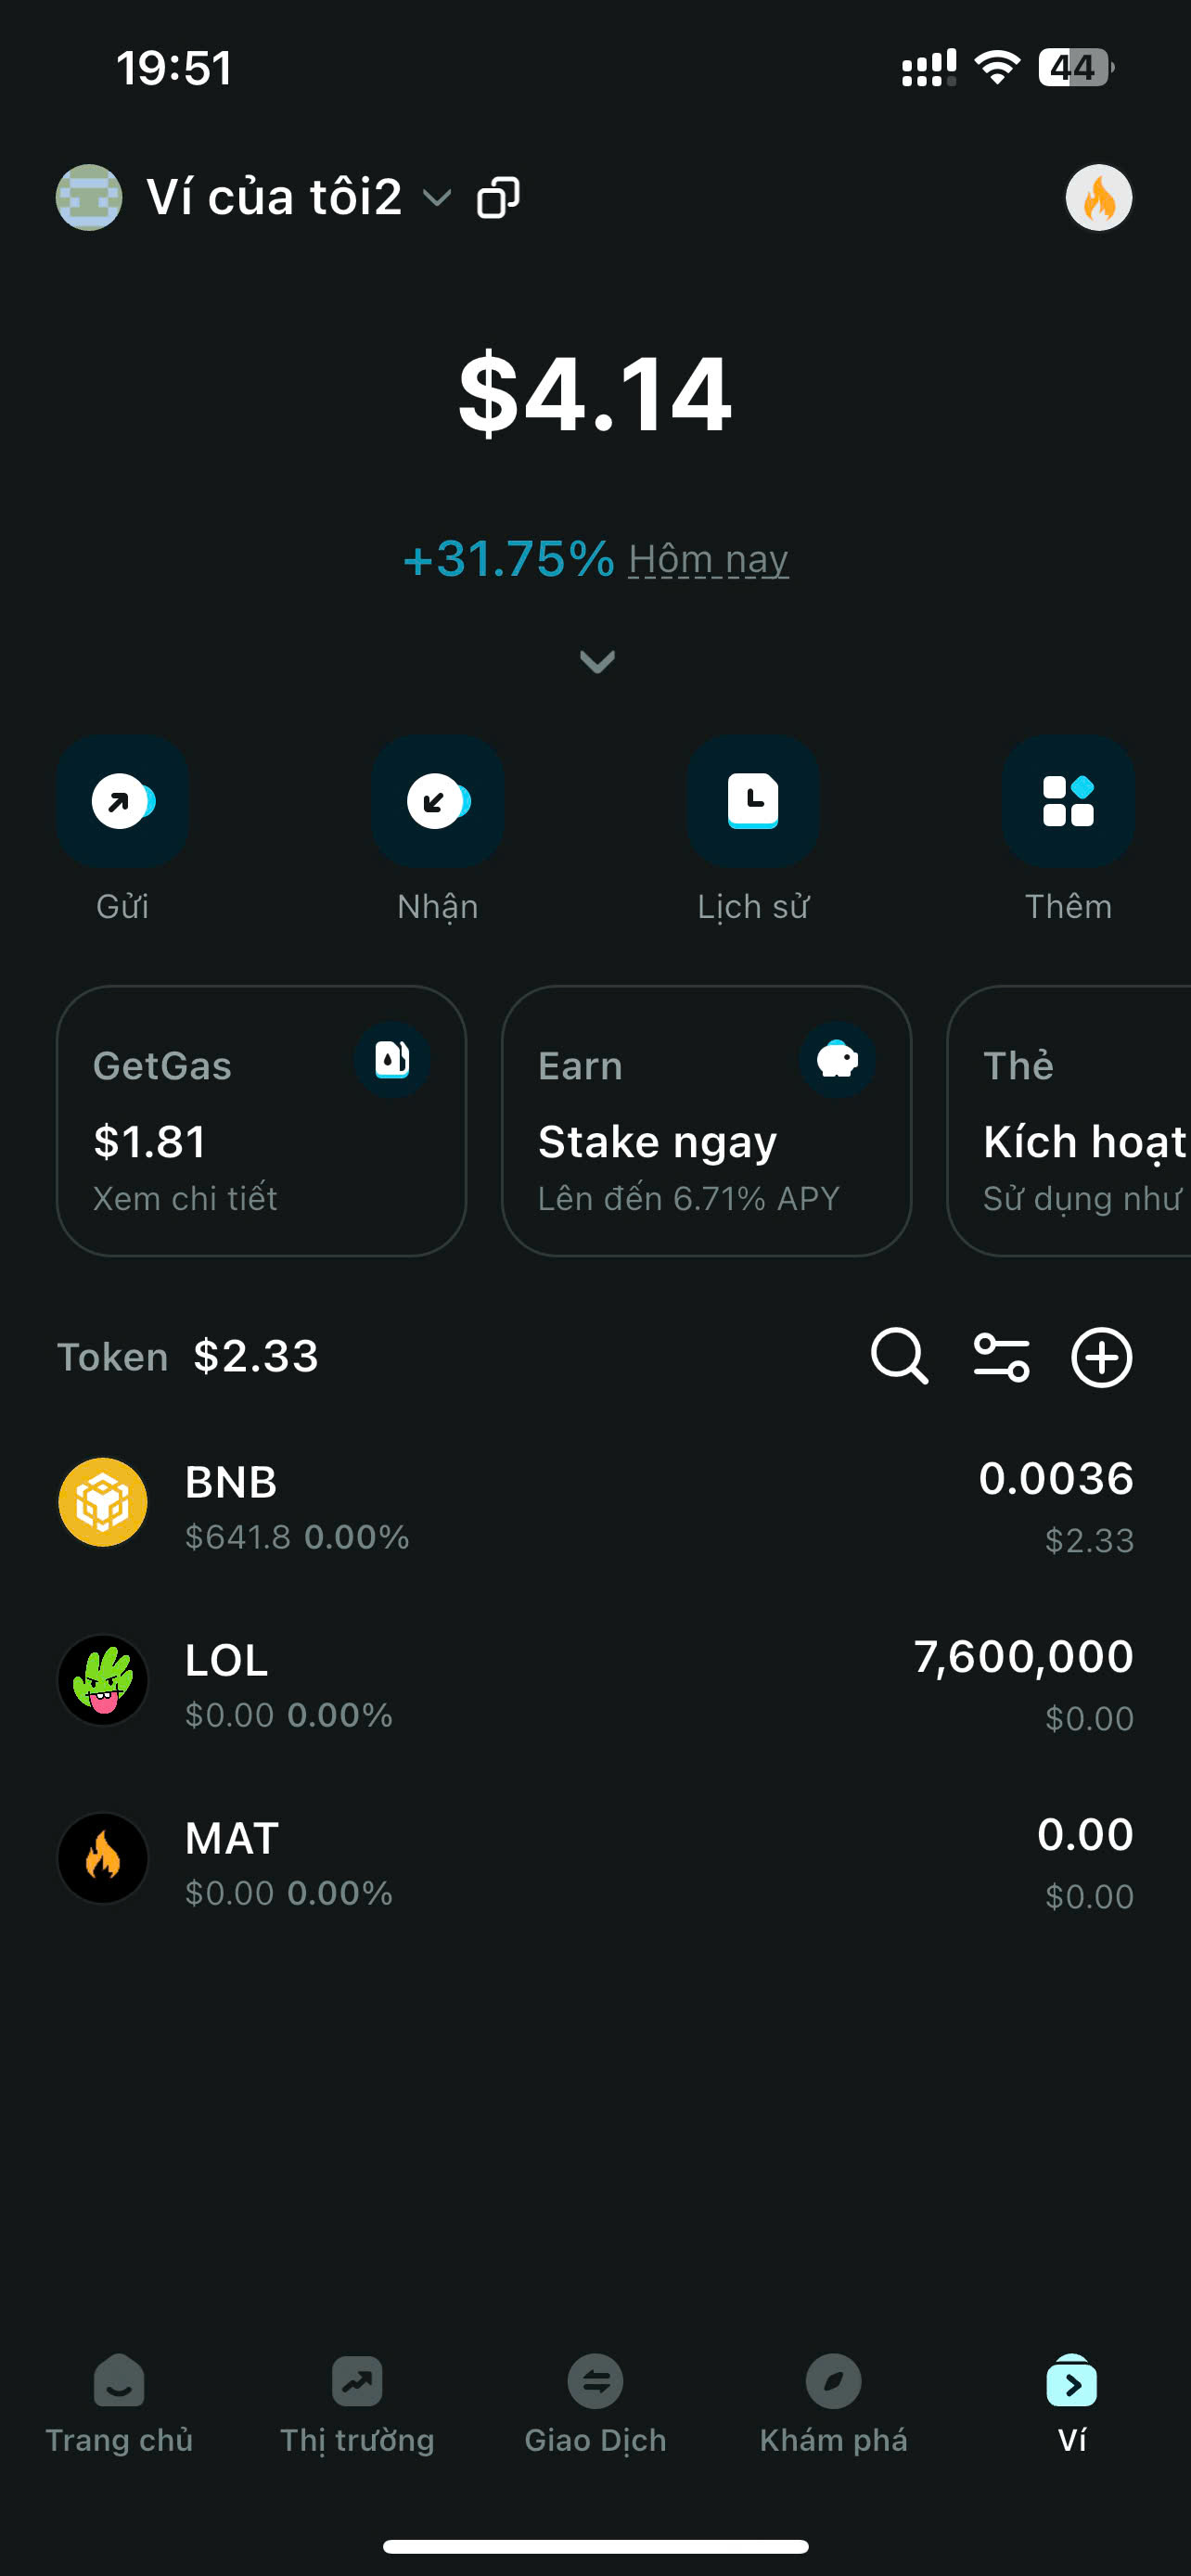 19:51
44
Ví của tôi2
$4.14
+31.75% Hôm nay
Gửi Nhận Lịch sử Thêm
GetGas
$1.81
Xem chi tiết
Earn
Stake ngay
Lên đến 6.71% APY
Thẻ
Kích hoạt
Sử dụng như
Token $2.33
BNB 0.0036
$641.8 0.00% $2.33
LOL 7,600,000
$0.00 0.00% $0.00
MAT 0.00
$0.00 0.00% $0.00
Trang chủ Thị trường Giao Dịch Khám phá Ví